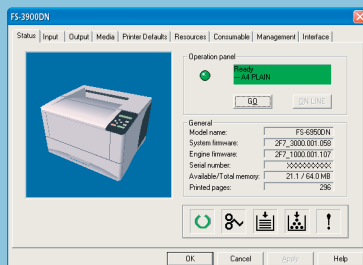 FS-3900DN
Status Input Output Media Printer Defaults Resources Consumable Management Interface
Operation panel
Ready
-- A4 PLAIN
GO ON LINE
General
Model name: FS-6950DN
System firmware: 2F7_3000.001.058
Engine firmware: 2F7_1000.001.107
Serial number: XXXXXXXXXX
Available/Total memory: 21.1 / 64.0 MB
Printed pages: 296
OK Cancel Apply Help